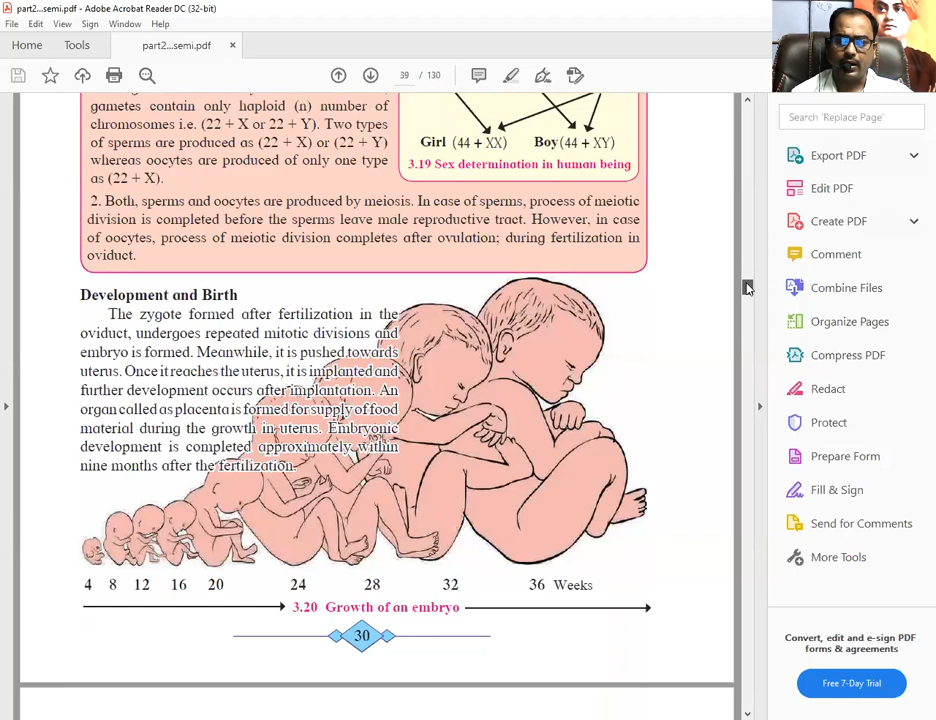 part2...semi.pdf - Adobe Acrobat Reader DC (32-bit)
File Edit View Sign Window Help
Home Tools part2...semi.pdf ×
39 / 130
Search 'Replace Page'
Export PDF
Edit PDF
Create PDF
Comment
Combine Files
Organize Pages
Compress PDF
Redact
Protect
Prepare Form
Fill & Sign
Send for Comments
More Tools
Convert, edit and e-sign PDF
forms & agreements
Free 7-Day Trial
gametes contain only haploid (n) number of
chromosomes i.e. (22 + X or 22 + Y). Two types
of sperms are produced as (22 + X) or (22 + Y)
whereas oocytes are produced of only one type
as (22 + X).
Girl (44 + XX) Boy (44 + XY)
3.19 Sex determination in human being
2. Both, sperms and oocytes are produced by meiosis. In case of sperms, process of meiotic
division is completed before the sperms leave male reproductive tract. However, in case
of oocytes, process of meiotic division completes after ovulation; during fertilization in
oviduct.
Development and Birth
The zygote formed after fertilization in the
oviduct, undergoes repeated mitotic divisions and
embryo is formed. Meanwhile, it is pushed towards
uterus. Once it reaches the uterus, it is implanted and
further development occurs after implantation. An
organ called as placenta is formed for supply of food
material during the growth in uterus. Embryonic
development is completed approximately within
nine months after the fertilization.
4 8 12 16 20 24 28 32 36 Weeks
3.20 Growth of an embryo
30